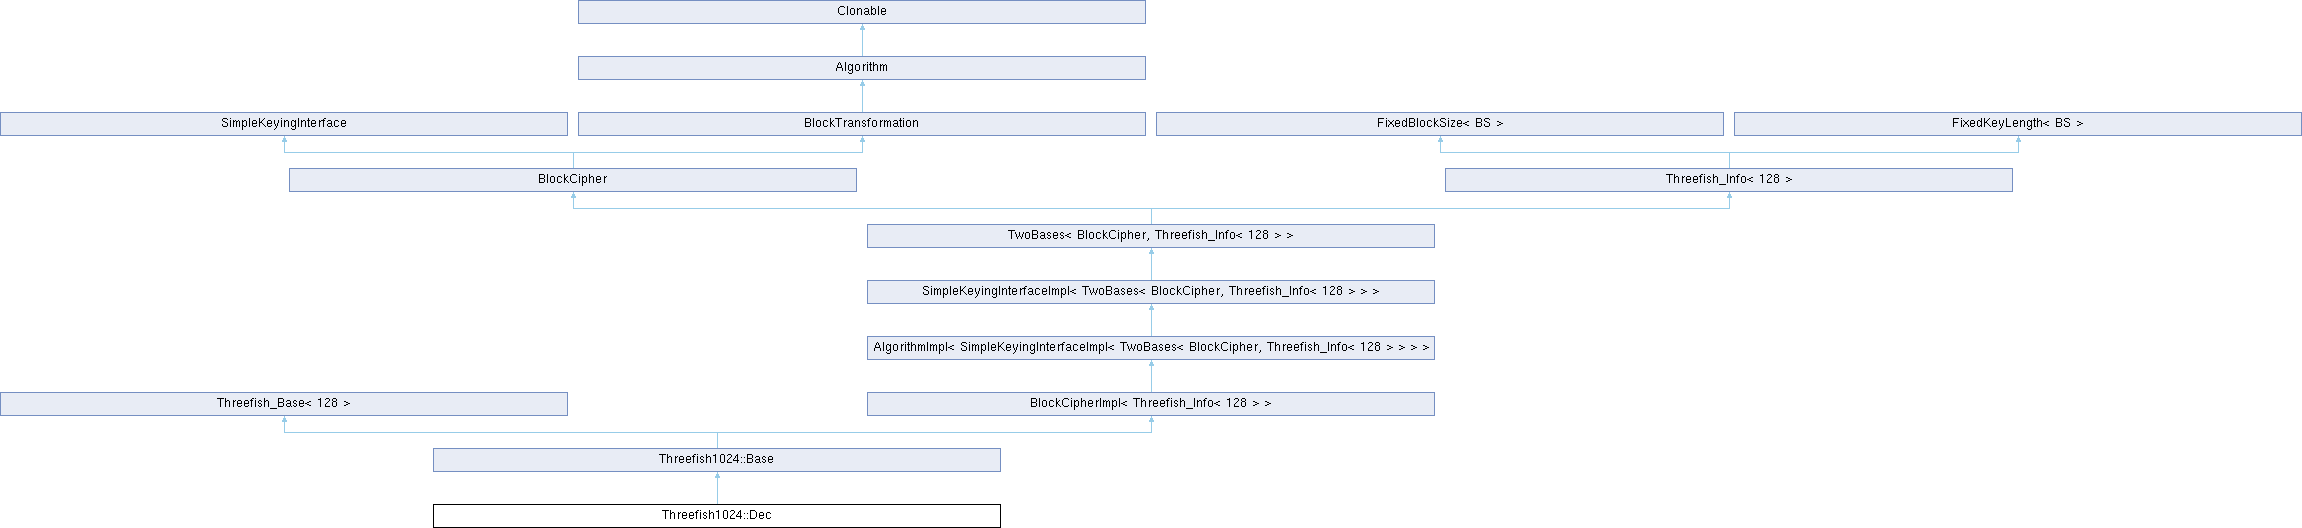 Clonable
Algorithm
SimpleKeyingInterface
BlockTransformation
FixedBlockSize< BS >
FixedKeyLength< BS >
BlockCipher
Threefish_Info< 128 >
TwoBases< BlockCipher, Threefish_Info< 128 > >
SimpleKeyingInterfaceImpl< TwoBases< BlockCipher, Threefish_Info< 128 > > >
AlgorithmImpl< SimpleKeyingInterfaceImpl< TwoBases< BlockCipher, Threefish_Info< 128 > > > >
Threefish_Base< 128 >
BlockCipherImpl< Threefish_Info< 128 > >
Threefish1024::Base
Threefish1024::Dec